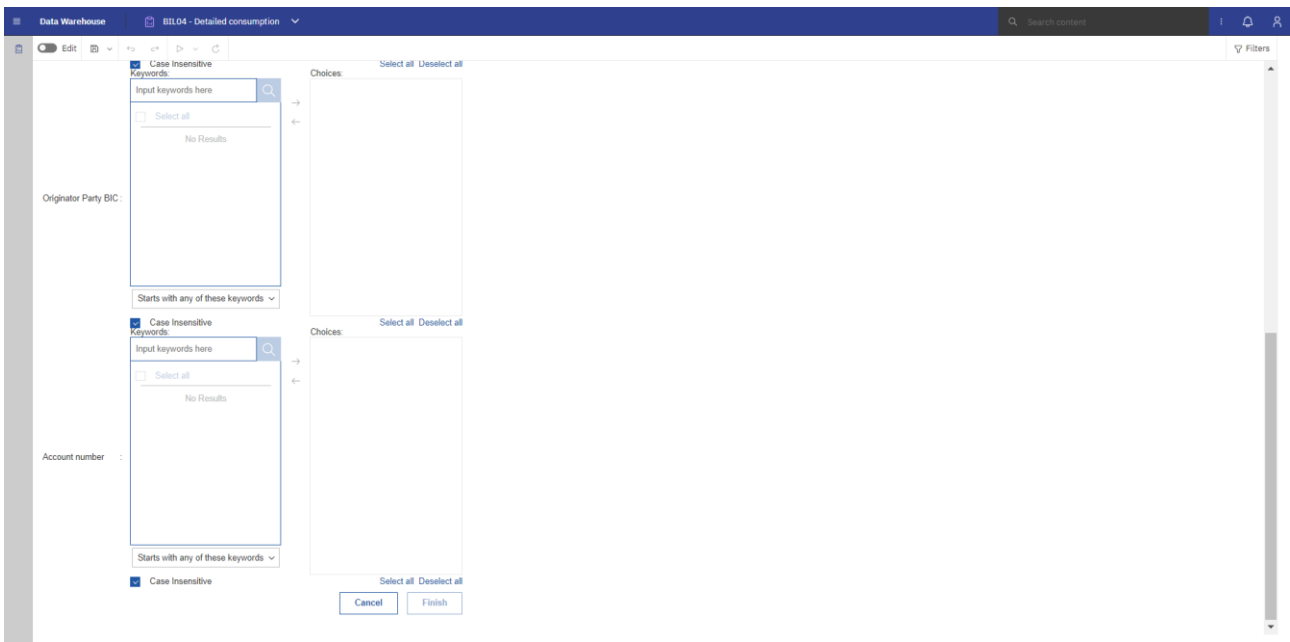 Data Warehouse BIL04 - Detailed consumption Search content
Edit Filters
Case Insensitive Select all Deselect all
Keywords: Choices:
Input keywords here
Select all
No Results
Originator Party BIC :
Starts with any of these keywords
Case Insensitive Select all Deselect all
Keywords: Choices:
Input keywords here
Select all
No Results
Account number :
Starts with any of these keywords
Case Insensitive Select all Deselect all
Cancel Finish